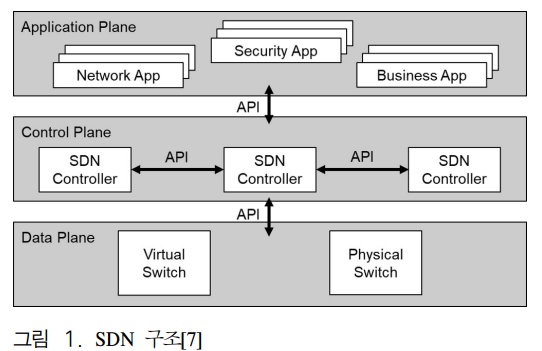 Application Plane
Security App
Network App
Business App
API
Control Plane
SDN
Controller
API
SDN
Controller
API
SDN
Controller
API
Data Plane
Virtual
Switch
Physical
Switch
그림 1. SDN 구조[7]